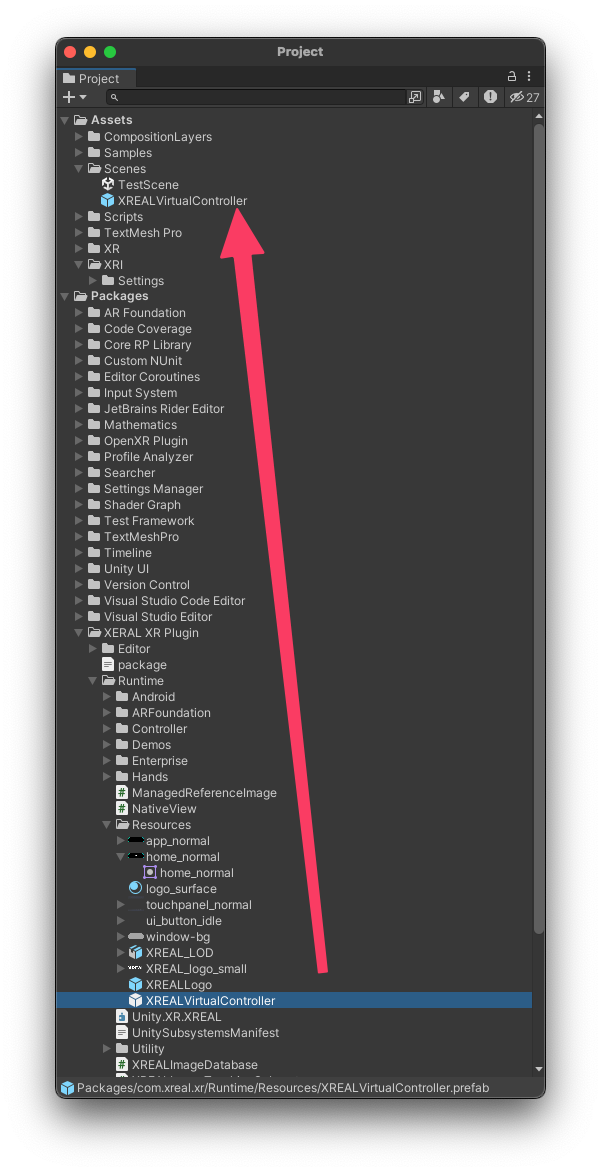 Project
Project
27
Assets
CompositionLayers
Samples
Scenes
TestScene
XREALVirtualController
Scripts
TextMesh Pro
XR
XRI
Settings
Packages
AR Foundation
Code Coverage
Core RP Library
Custom NUnit
Editor Coroutines
Input System
JetBrains Rider Editor
Mathematics
OpenXR Plugin
Profile Analyzer
Searcher
Settings Manager
Shader Graph
Test Framework
TextMeshPro
Timeline
Unity UI
Version Control
Visual Studio Code Editor
Visual Studio Editor
XERAL XR Plugin
Editor
package
Runtime
Android
ARFoundation
Controller
Demos
Enterprise
Hands
ManagedReferenceImage
NativeView
Resources
app_normal
home_normal
home_normal
logo_surface
touchpanel_normal
ui_button_idle
window-bg
XREAL_LOD
XREAL_logo_small
XREALLogo
XREALVirtualController
Unity.XR.XREAL
UnitySubsystemsManifest
Utility
XREALImageDatabase
Packages/com.xreal.xr/Runtime/Resources/XREALVirtualController.prefab